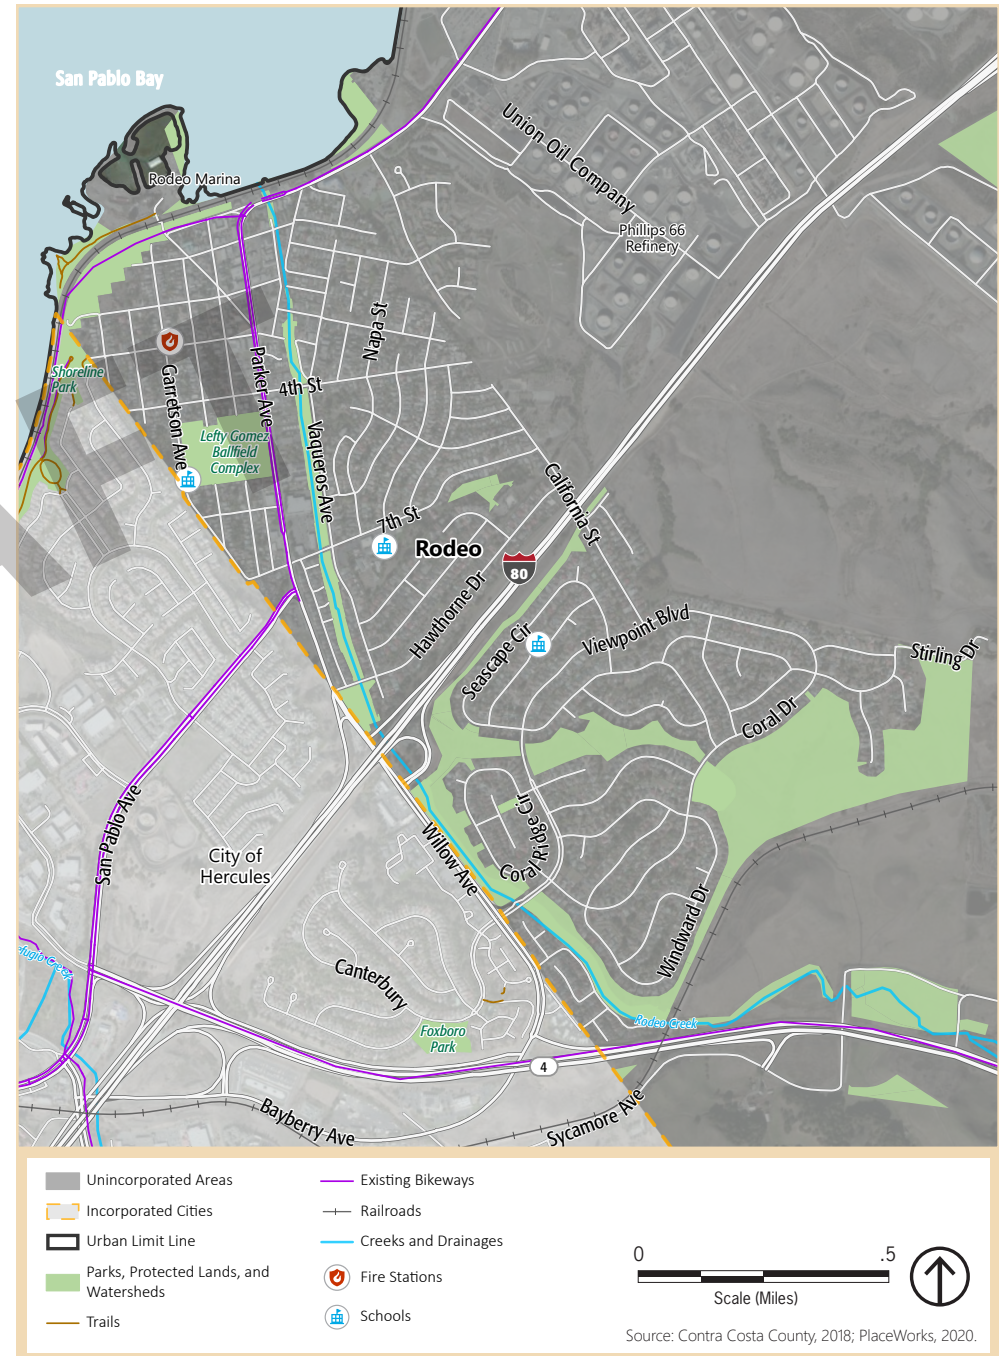 San Pablo Bay
Rodeo Marina
Union Oil Company
Phillips 66
Refinery
Napa St
Parker Ave
4th St
Garretson Ave
Shoreline
Park
Lefty Gomez
Ballfield
Complex
Vaqueros Ave
California St
7th St
Rodeo
80
Hawthorne Dr
Seascape Cir
Viewpoint Blvd
Stirling Dr
Coral Dr
San Pablo Ave
City of
Hercules
Willow Ave
Coral Ridge Cir
Windward Dr
efugio Creek
Canterbury
Foxboro
Park
Rodeo Creek
4
Bayberry Ave
Sycamore Ave
Unincorporated Areas
Incorporated Cities
Urban Limit Line
Parks, Protected Lands, and
Watersheds
Trails
Existing Bikeways
Railroads
Creeks and Drainages
Fire Stations
Schools
0 .5
Scale (Miles)
Source: Contra Costa County, 2018; PlaceWorks, 2020.